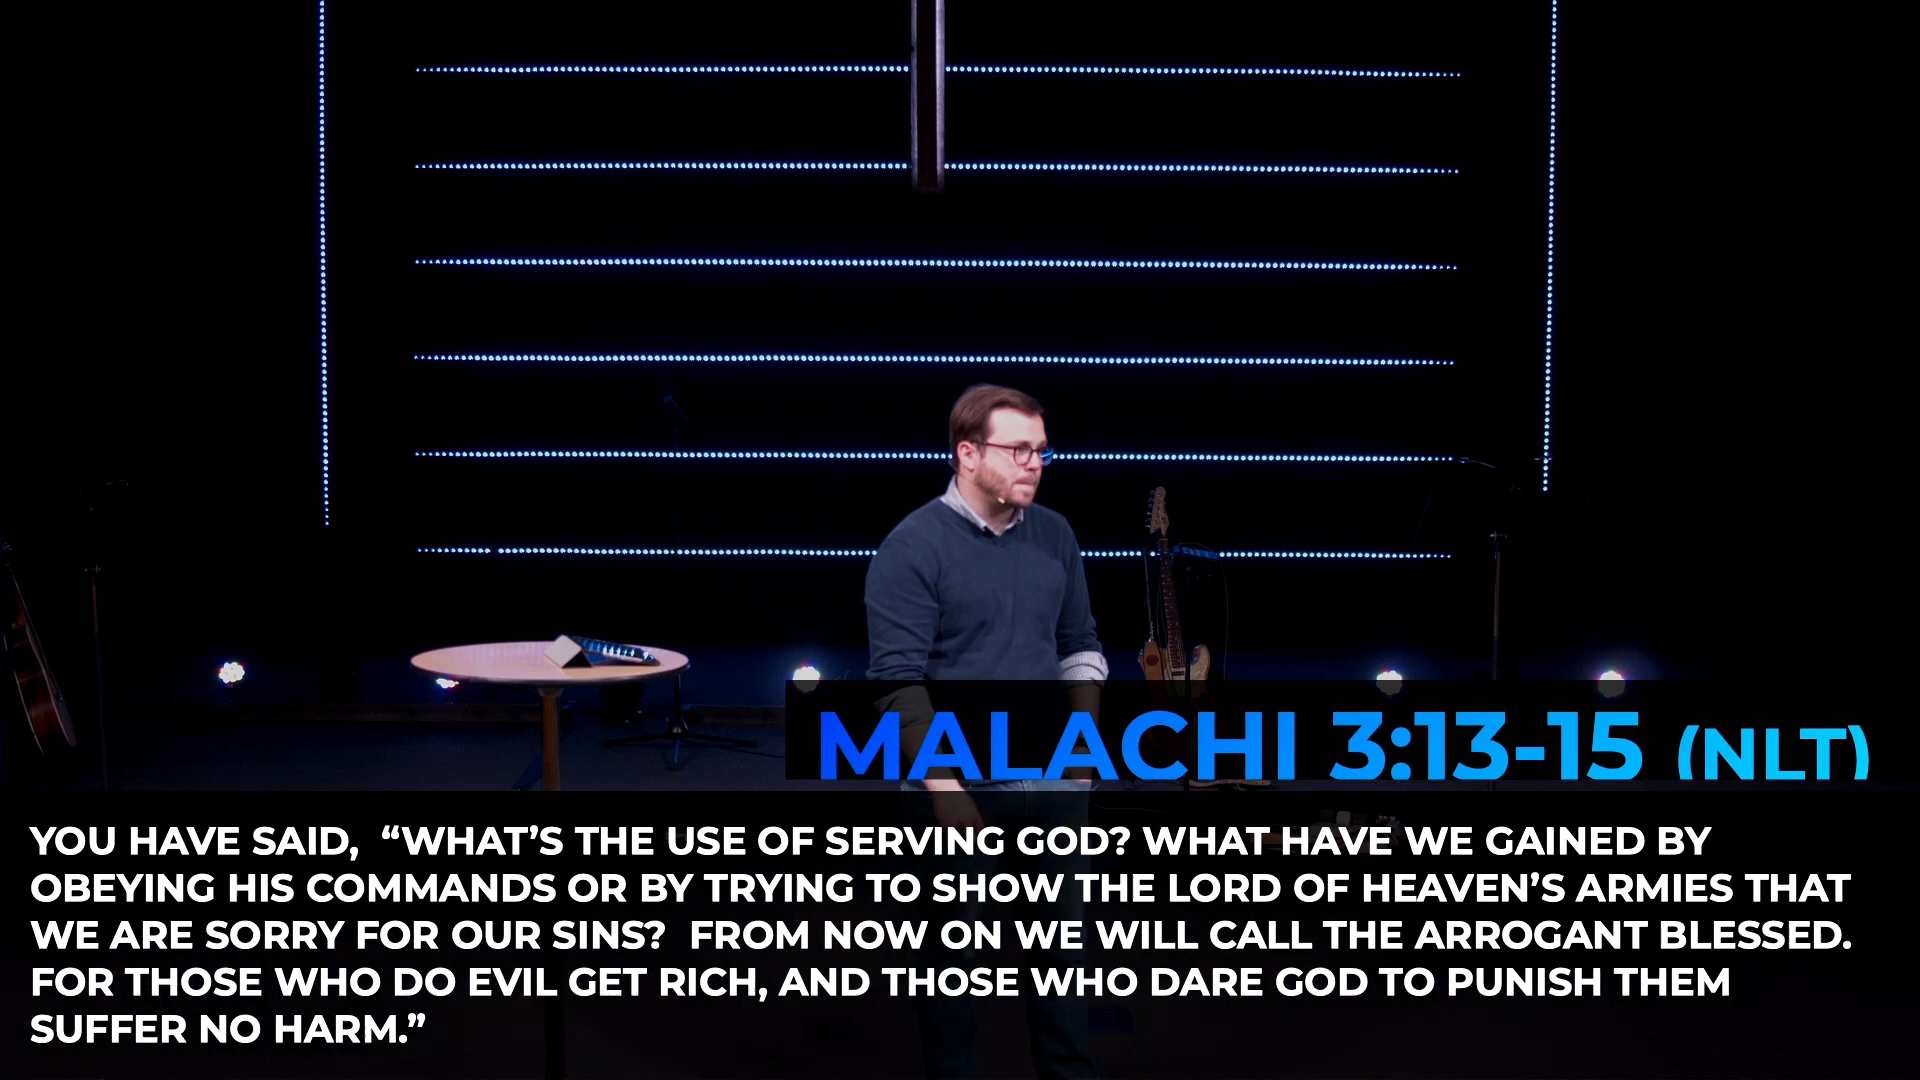 MALACHI 3:13-15 (NLT)
YOU HAVE SAID,  “WHAT’S THE USE OF SERVING GOD? WHAT HAVE WE GAINED BY
OBEYING HIS COMMANDS OR BY TRYING TO SHOW THE LORD OF HEAVEN’S ARMIES THAT
WE ARE SORRY FOR OUR SINS?  FROM NOW ON WE WILL CALL THE ARROGANT BLESSED.
FOR THOSE WHO DO EVIL GET RICH, AND THOSE WHO DARE GOD TO PUNISH THEM
SUFFER NO HARM.”